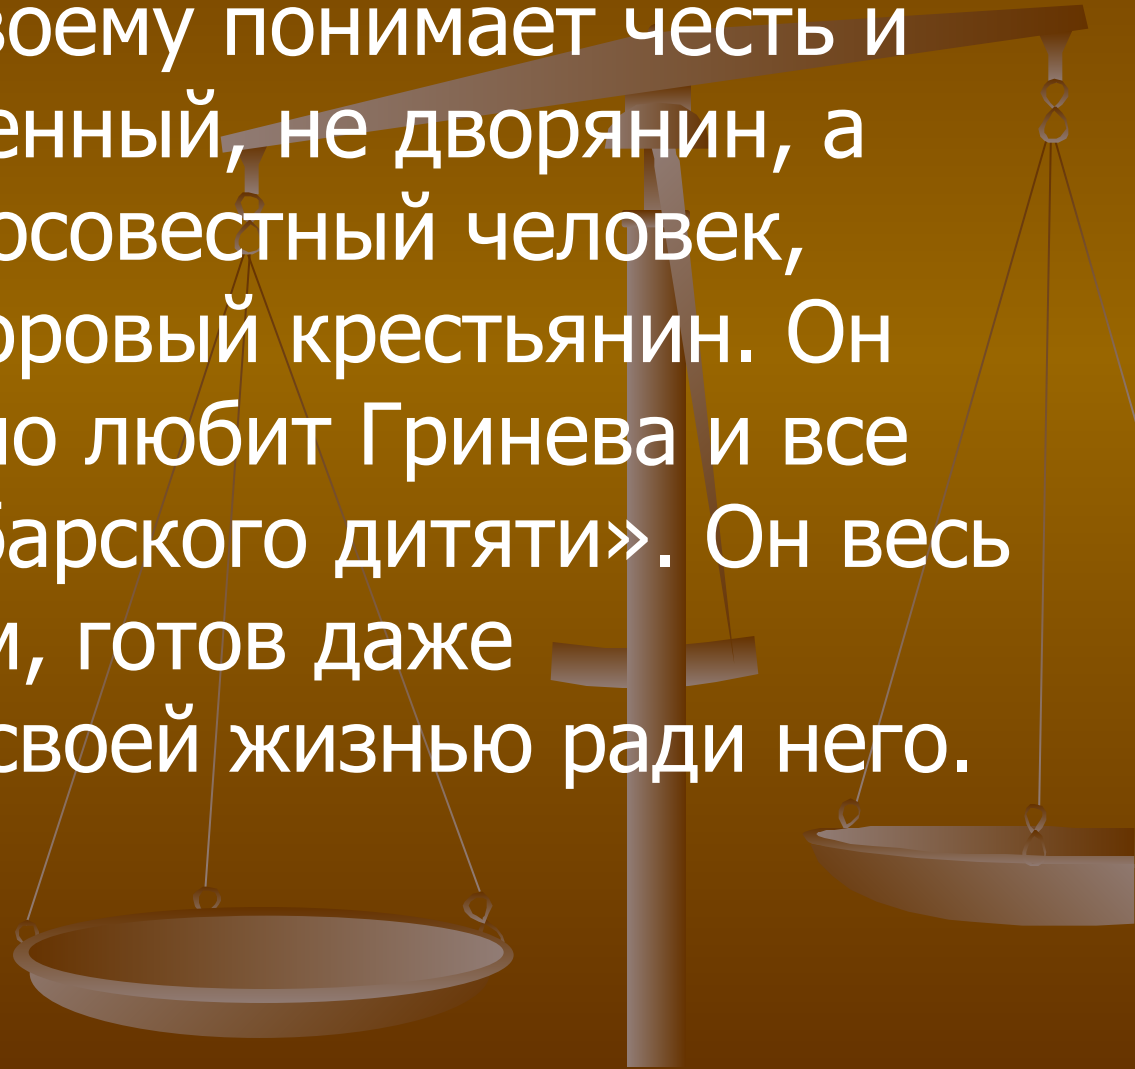 воему понимает честь и
енный, не дворянин, а
осовестный человек,
оровый крестьянин. Он
но любит Гринева и все
барского дитяти». Он весь
и, готов даже
своей жизнью ради него.